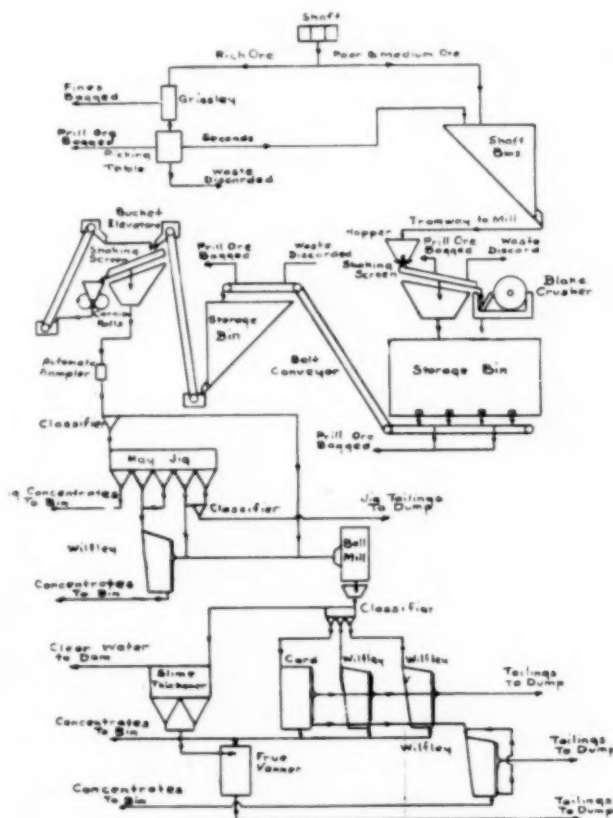 Shaft
Rich Ore
Poor & Medium Ore
Fines
Bagged
Grissley
Prill Ore
Bagged
Picking
Table
Seconds
Waste
Discarded
Shaft
Bins
Tramway to Mill
Bucket
Elevators
Shaking
Screen
Cornish
Rolls
Prill Ore
Bagged
Waste
Discarded
Hopper
Prill Ore
Bagged
Waste
Discard
Shaking
Screen
Blake
Crusher
Storage
Bin
Belt
Conveyor
Storage Bin
Automatic
Sampler
Classifier
Prill Ore
Bagged
Hay Jig
Jig Concentrates
To Bin
Classifier
Jig Tailings
To Dump
Wilfley
Ball
Mill
Concentrates
To Bin
Classifier
Clear Water
to Dam
Slime
Thickener
Card
Wilfley
Wilfley
Tailings
To Dump
Concentrates
To Bin
Wilfley
Frue
Vanner
Tailings
To Dump
Concentrates
To Bin
Tailings
To Dump